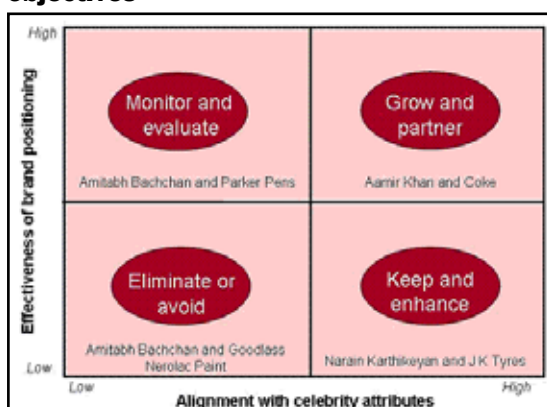 objectives
High
Monitor and
evaluate
Grow and
partner
Amitabh Bachchan and Parker Pens
Aamir Khan and Coke
Effectiveness of brand positioning
Eliminate or
avoid
Keep and
enhance
Amitabh Bachchan and Goodlass
Nerolac Paint
Narain Karthikeyan and J K Tyres
Low
Low
High
Alignment with celebrity attributes